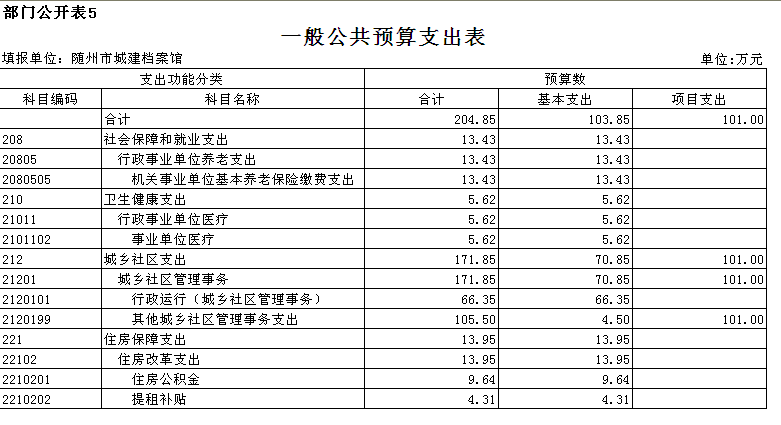 部门公开表5
一般公共预算支出表
填报单位：随州市城建档案馆 单位:万元
支出功能分类 预算数
科目编码 科目名称 合计 基本支出 项目支出
合计 204.85 103.85 101.00
208 社会保障和就业支出 13.43 13.43
20805 行政事业单位养老支出 13.43 13.43
2080505 机关事业单位基本养老保险缴费支出 13.43 13.43
210 卫生健康支出 5.62 5.62
21011 行政事业单位医疗 5.62 5.62
2101102 事业单位医疗 5.62 5.62
212 城乡社区支出 171.85 70.85 101.00
21201 城乡社区管理事务 171.85 70.85 101.00
2120101 行政运行（城乡社区管理事务） 66.35 66.35
2120199 其他城乡社区管理事务支出 105.50 4.50 101.00
221 住房保障支出 13.95 13.95
22102 住房改革支出 13.95 13.95
2210201 住房公积金 9.64 9.64
2210202 提租补贴 4.31 4.31